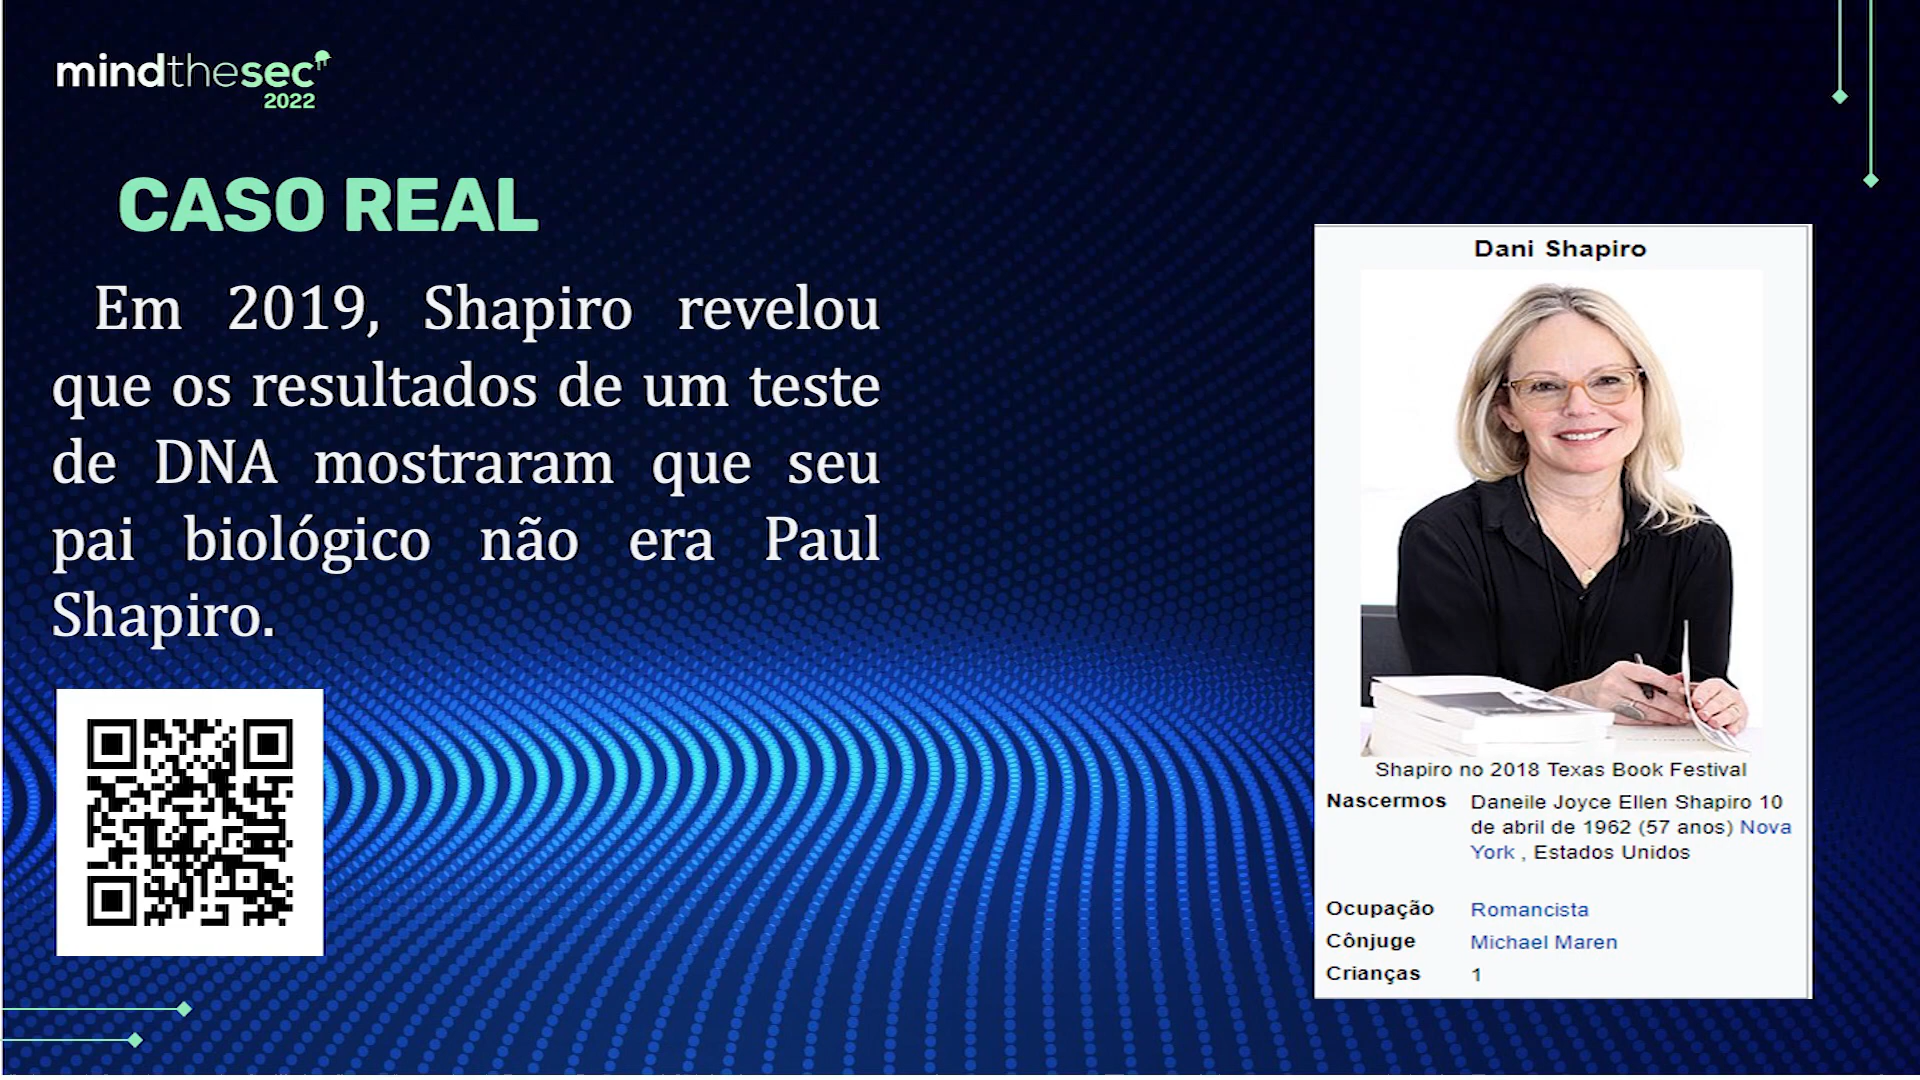 mindthesec
2022
CASO REAL
Em 2019, Shapiro revelou
que os resultados de um teste
de DNA mostraram que seu
pai biológico não era Paul
Shapiro.
Dani Shapiro
Shapiro no 2018 Texas Book Festival
Nascermos Daneile Joyce Ellen Shapiro 10
de abril de 1962 (57 anos) Nova
York , Estados Unidos
Ocupação Romancista
Cônjuge Michael Maren
Crianças 1